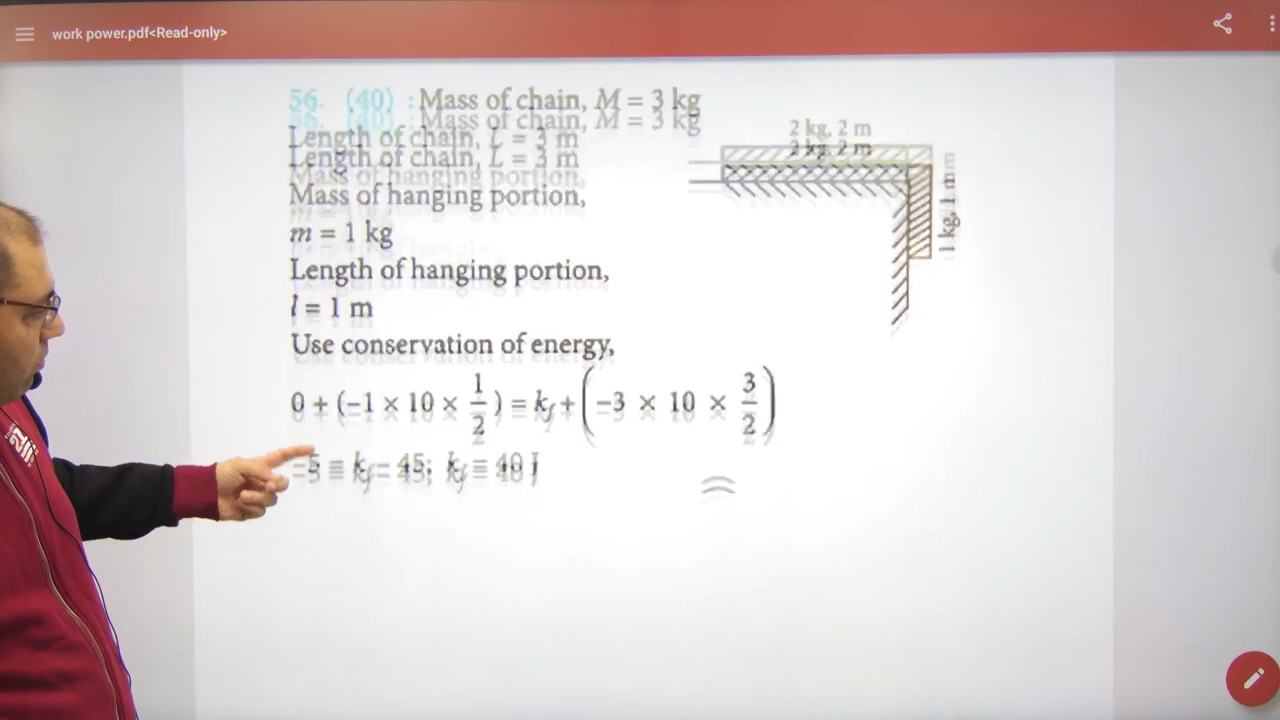 work power.pdf<Read-only>
56. (40) : Mass of chain, M = 3 kg
Length of chain, L = 3 m
Mass of hanging portion,
m = 1 kg
Length of hanging portion,
l = 1 m
Use conservation of energy,
0 + (−1 × 10 × 1/2) = k_f + (−3 × 10 × 3/2)
−5 = k_f = 45; k_f = 40 J
2 kg, 2 m
1 kg, 1 m